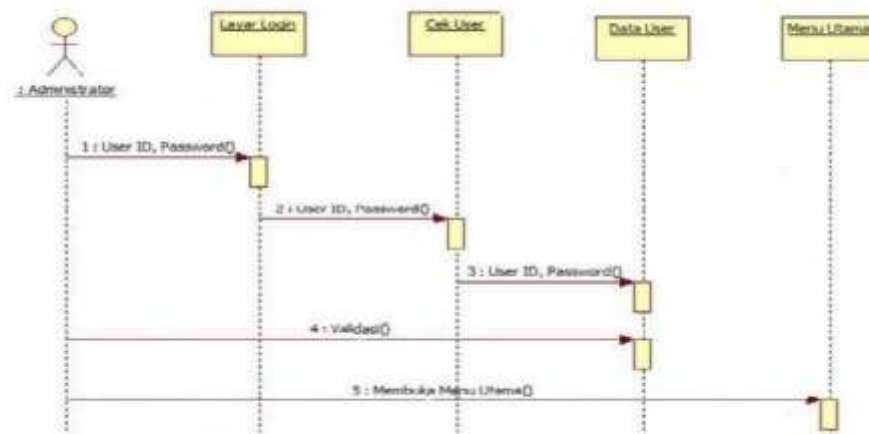 Layar Login
Cek User
Data User
Menu Utama
: Administrator
1 : User ID, Password()
2 : User ID, Password()
3 : User ID, Password()
4 : Validasi()
5 : Membuka Menu Utama()